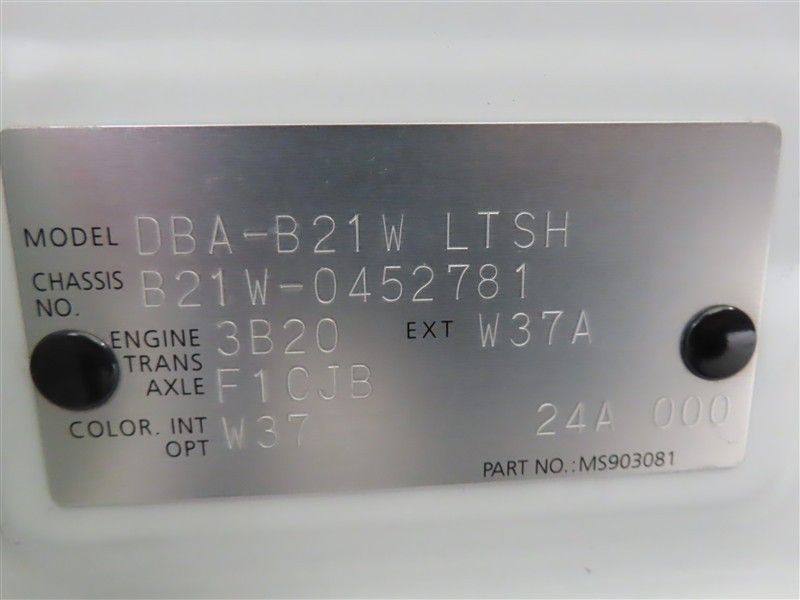 MODEL DBA-B21W LTSH
CHASSIS NO. B21W-0452781
ENGINE 3B20 EXT W37A
TRANS AXLE F1CJB
COLOR. INT OPT W37 24A 000
PART NO.:MS903081